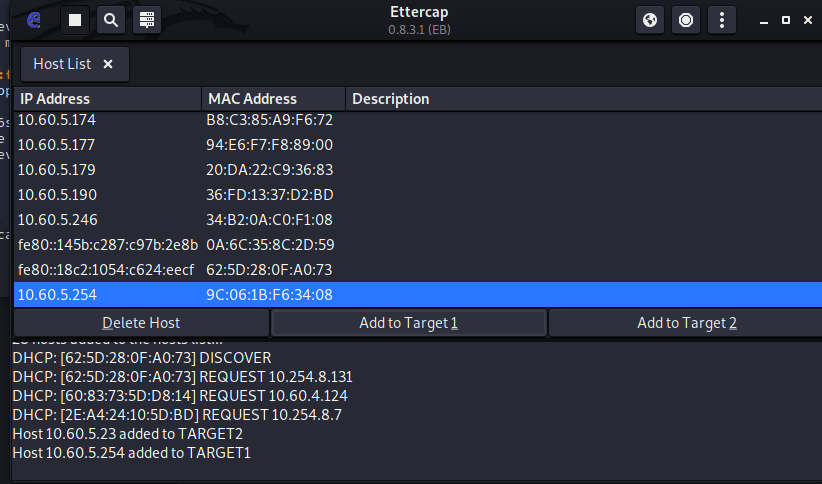 Ettercap
0.8.3.1 (EB)
Host List
IP Address MAC Address Description
10.60.5.174 B8:C3:85:A9:F6:72
10.60.5.177 94:E6:F7:F8:89:00
10.60.5.179 20:DA:22:C9:36:83
10.60.5.190 36:FD:13:37:D2:BD
10.60.5.246 34:B2:0A:C0:F1:08
fe80::145b:c287:c97b:2e8b 0A:6C:35:8C:2D:59
fe80::18c2:1054:c624:eecf 62:5D:28:0F:A0:73
10.60.5.254 9C:06:1B:F6:34:08
Delete Host Add to Target 1 Add to Target 2
hosts added to the hosts list...
DHCP: [62:5D:28:0F:A0:73] DISCOVER
DHCP: [62:5D:28:0F:A0:73] REQUEST 10.254.8.131
DHCP: [60:83:73:5D:D8:14] REQUEST 10.60.4.124
DHCP: [2E:A4:24:10:5D:BD] REQUEST 10.254.8.7
Host 10.60.5.23 added to TARGET2
Host 10.60.5.254 added to TARGET1